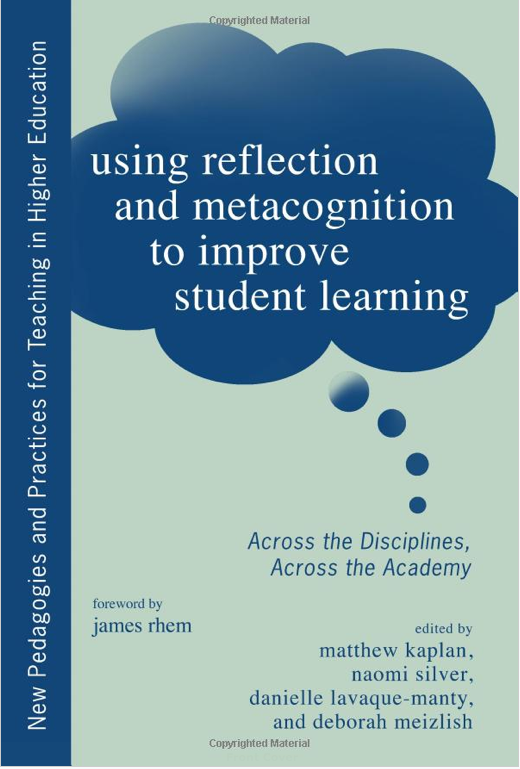 Copyrighted Material
New Pedagogies and Practices for Teaching in Higher Education
using reflection
and metacognition
to improve
student learning
Across the Disciplines,
Across the Academy
foreword by
james rhem
edited by
matthew kaplan,
naomi silver,
danielle lavaque-manty,
and deborah meizlish
Copyrighted Material